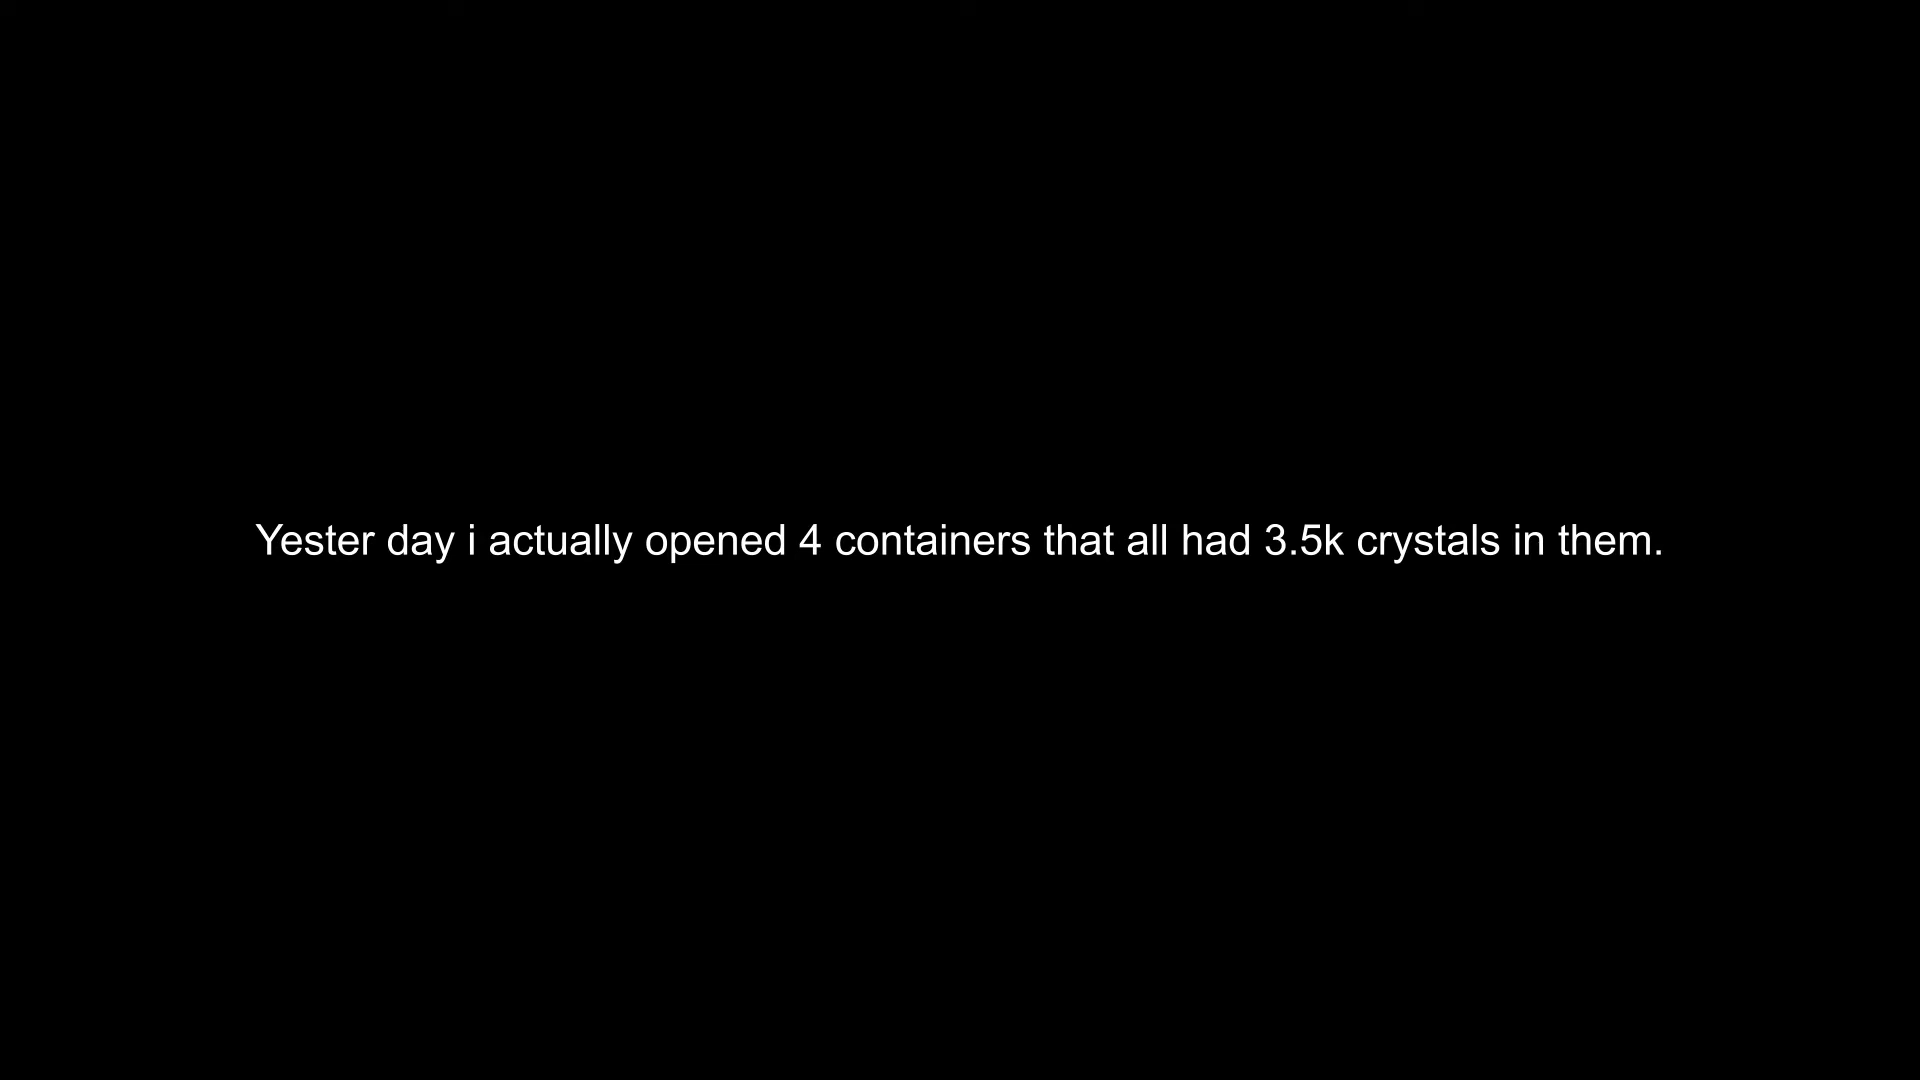 Yester day i actually opened 4 containers that all had 3.5k crystals in them.